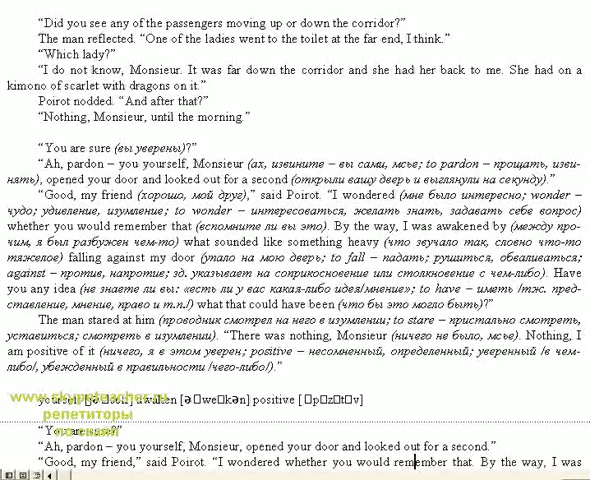 “Did you see any of the passengers moving up or down the corridor?”
The man reflected. “One of the ladies went to the toilet at the far end, I think.”
“Which lady?”
“I do not know, Monsieur. It was far down the corridor and she had her back to me. She had on a
kimono of scarlet with dragons on it.”
Poirot nodded. “And after that?”
“Nothing, Monsieur, until the morning.”
“You are sure (вы уверены)?”
“Ah, pardon – you yourself, Monsieur (ах, извините – вы сами, мсье; to pardon – прощать, изви-
нять), opened your door and looked out for a second (открыли вашу дверь и выглянули на секунду).”
“Good, my friend (хорошо, мой друг),” said Poirot. “I wondered (мне было интересно; wonder –
чудо; удивление, изумление; to wonder – интересоваться, желать знать, задавать себе вопрос)
whether you would remember that (вспомните ли вы это). By the way, I was awakened by (между про-
чим, я был разбужен чем-то) what sounded like something heavy (что звучало так, словно что-то
тяжелое) falling against my door (упало на мою дверь; to fall – падать; рушиться, обваливаться;
against – против, напротив; зд. указывает на соприкосновение или столкновение с чем-либо). Have
you any idea (не знаете ли вы: «есть ли у вас какая-либо идея/мнение»; to have – иметь /тж. пред-
ставление, мнение, право и т.п./) what that could have been (что бы это могло быть)?”
The man stared at him (проводник смотрел на него в изумлении; to stare – пристально смотреть,
уставиться; смотреть в изумлении). “There was nothing, Monsieur (ничего не было, мсье). Nothing, I
am positive of it (ничего, я в этом уверен; positive – несомненный, определенный; уверенный /в чем-
либо/, убежденный в правильности /чего-либо/).”
yourself awaken [ə□weɪkən] positive [□p□z□t□v]
www.skypeteacher.ru
репетиторы
“You are sure?”
“Ah, pardon – you yourself, Monsieur, opened your door and looked out for a second.”
“Good, my friend,” said Poirot. “I wondered whether you would remember that. By the way, I was